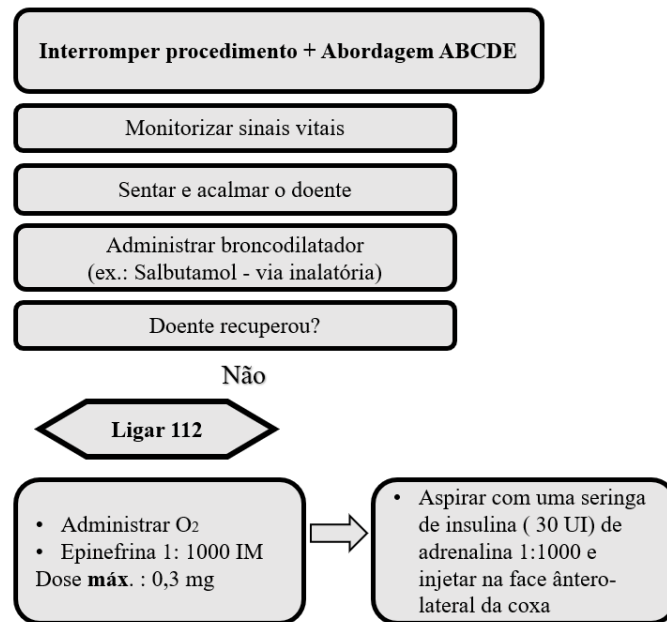 Interromper procedimento + Abordagem ABCDE
Monitorizar sinais vitais
Sentar e acalmar o doente
Administrar broncodilatador
(ex.: Salbutamol - via inalatória)
Doente recuperou?
Não
Ligar 112
• Administrar O₂
• Epinefrina 1: 1000 IM
Dose máx. : 0,3 mg
• Aspirar com uma seringa
de insulina ( 30 UI) de
adrenalina 1:1000 e
injetar na face ântero-
lateral da coxa